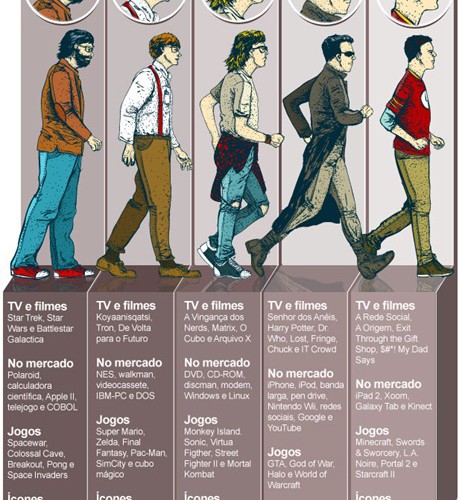 TV e filmes
Star Trek, Star
Wars e Battlestar
Galactica
No mercado
Polaroid,
calculadora
científica, Apple II,
telejogo e COBOL
Jogos
Spacewar,
Colossal Cave,
Breakout, Pong e
Space Invaders
Ícones
TV e filmes
Koyaanisqatsi,
Tron, De Volta
para o Futuro
No mercado
NES, walkman,
videocassete,
IBM-PC e DOS
Jogos
Super Mario,
Zelda, Final
Fantasy, Pac-Man,
SimCity e cubo
mágico
Ícones
TV e filmes
A Vingança dos
Nerds, Matrix, O
Cubo e Arquivo X
No mercado
DVD, CD-ROM,
discman, modem,
Windows e Linux
Jogos
Monkey Island.
Sonic, Virtua
Figther, Street
Fighter II e Mortal
Kombat
Ícones
TV e filmes
Senhor dos Anéis,
Harry Potter, Dr.
Who, Lost, Fringe,
Chuck e IT Crowd
No mercado
iPhone, iPod, banda
larga, pen drive,
Nintendo Wii, redes
sociais, Google e
YouTube
Jogos
GTA, God of War,
Halo e World of
Warcraft
TV e filmes
A Rede Social,
A Origem, Exit
Through the Gift
Shop, S#*! My Dad
Says
No mercado
iPad 2, Xoom,
Galaxy Tab e Kinect
Jogos
Minecraft, Swords
& Sworcery, L.A.
Noire, Portal 2 e
Starcraft II
Ícones